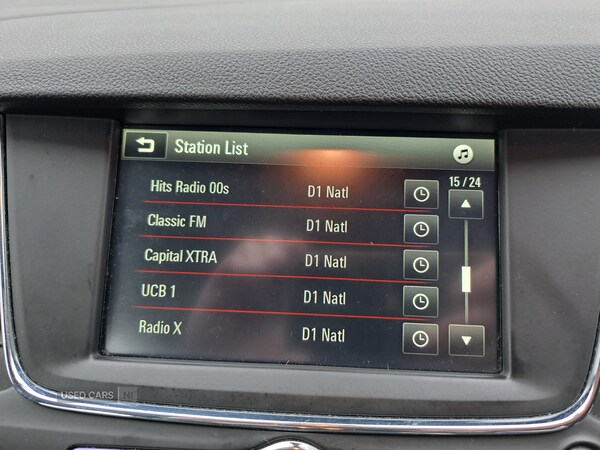 Station List
15 / 24
Hits Radio 00s D1 Natl
Classic FM D1 Natl
Capital XTRA D1 Natl
UCB 1 D1 Natl
Radio X D1 Natl
USED CARS NI